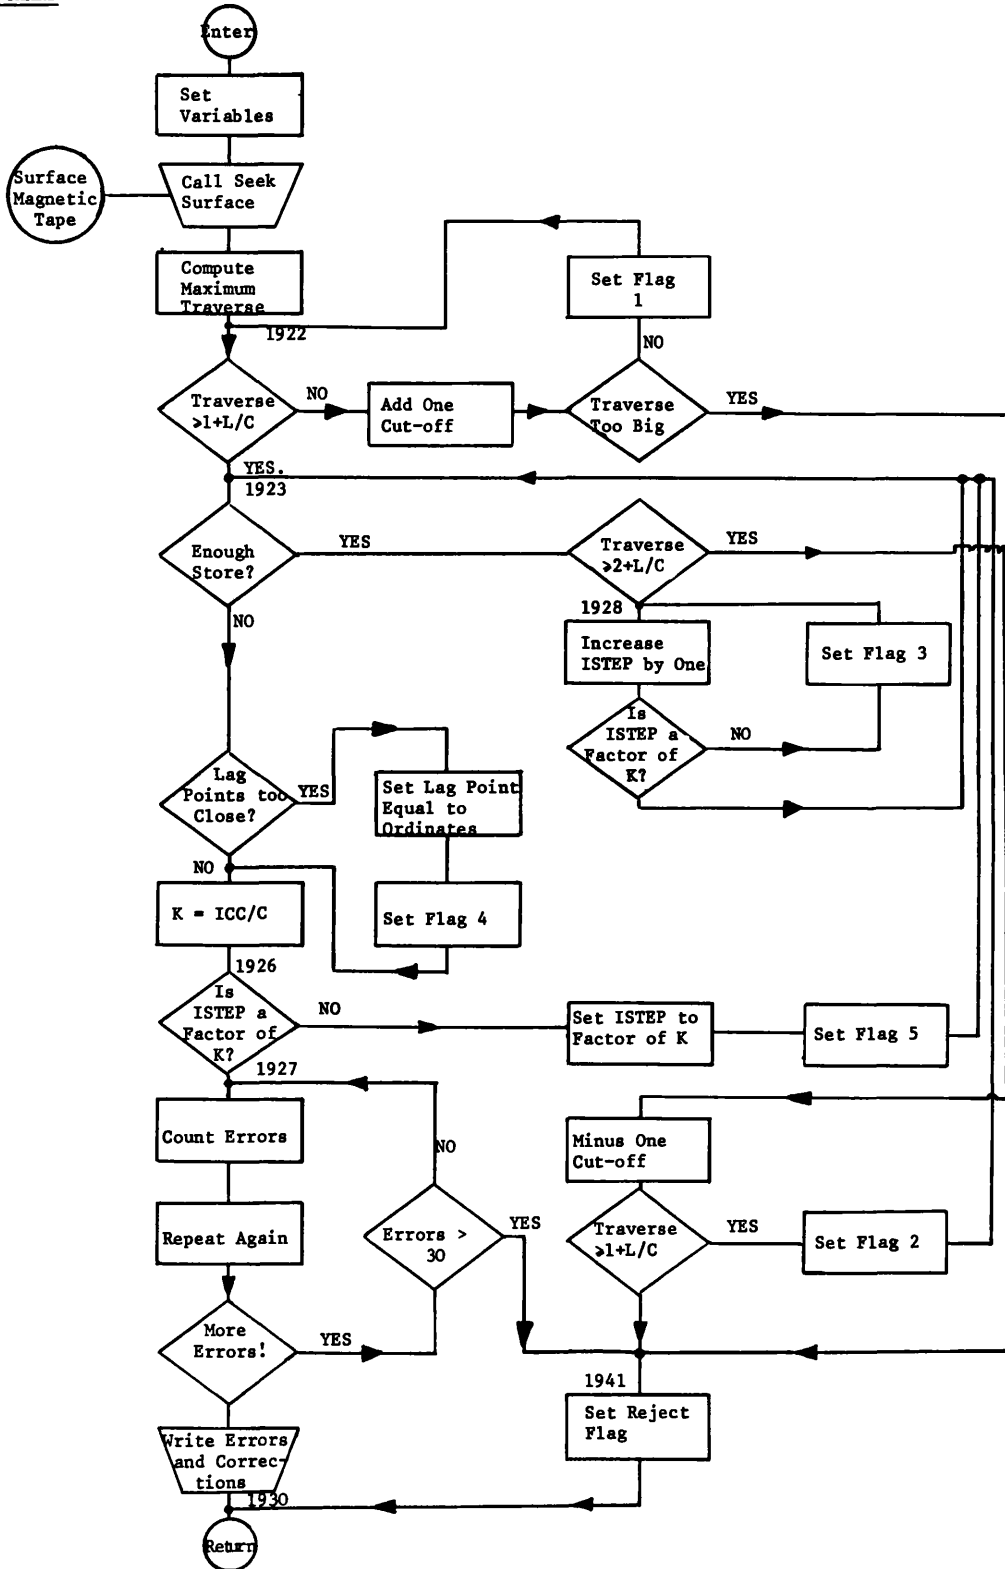 Enter
Set
Variables
Surface
Magnetic
Tape
Call Seek
Surface
Compute
Maximum
Traverse
1922
Set Flag
1
NO
Traverse
≥1+L/C
NO
Add One
Cut-off
Traverse
Too Big
YES
YES.
1923
Enough
Store?
YES
Traverse
≥2+L/C
YES
NO
1928
Increase
ISTEP by One
Set Flag 3
Is
ISTEP a
Factor of
K?
NO
Lag
Points too
Close?
YES
Set Lag Point
Equal to
Ordinates
NO
K = ICC/C
Set Flag 4
1926
Is
ISTEP a
Factor of
K?
NO
Set ISTEP to
Factor of K
Set Flag 5
1927
Count Errors
NO
Minus One
Cut-off
Repeat Again
Errors >
30
YES
Traverse
≥1+L/C
YES
Set Flag 2
More
Errors!
YES
1941
Set Reject
Flag
Write Errors
and Correc-
tions
1930
Return